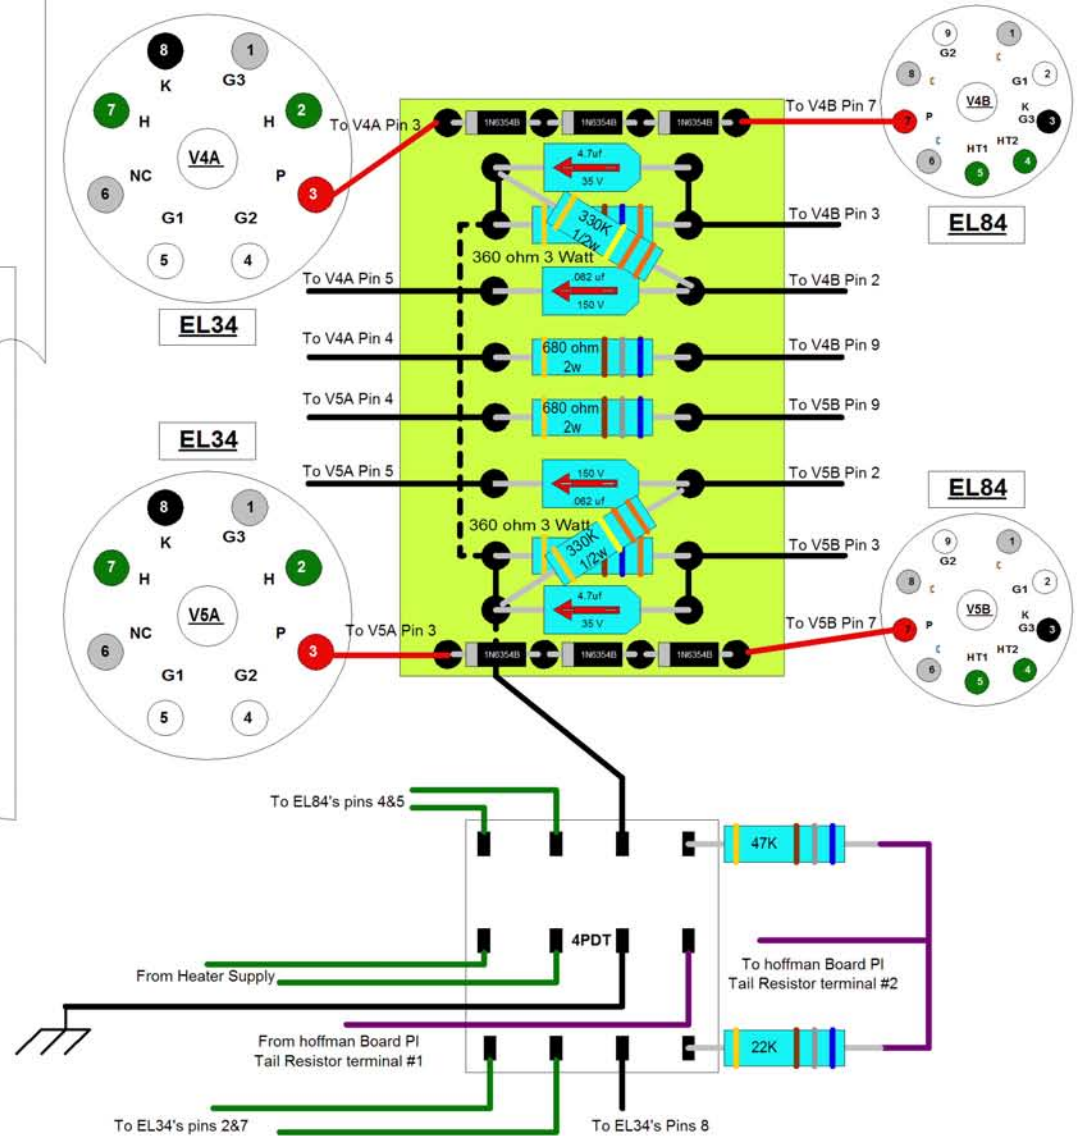 8
1
K
G3
7
2
H
H
V4A
NC
P
6
3
G1
G2
5
4
EL34
9
1
G2
C
8
C
G1
2
V4B
K
7
P
G3
3
C
HT2
HT1
6
5
4
EL84
To V4A Pin 3
1N6354B
1N6354B
1N6354B
To V4B Pin 7
4.7uf
35 V
330K
1/2w
To V4B Pin 3
360 ohm 3 Watt
To V4A Pin 5
.082 uf
150 V
To V4B Pin 2
To V4A Pin 4
680 ohm
2w
To V4B Pin 9
To V5A Pin 4
680 ohm
2w
To V5B Pin 9
To V5A Pin 5
150 V
.082 uf
To V5B Pin 2
360 ohm 3 Watt
330K
1/2w
To V5B Pin 3
4.7uf
35 V
To V5A Pin 3
1N6354B
1N6354B
1N6354B
To V5B Pin 7
EL34
8
1
K
G3
7
2
H
H
V5A
NC
P
6
3
G1
G2
5
4
EL84
9
1
G2
C
8
C
G1
2
V5B
K
7
P
G3
3
C
HT2
HT1
6
5
4
To EL84's pins 4&5
47K
4PDT
From Heater Supply
To hoffman Board PI
Tail Resistor terminal #2
From hoffman Board PI
Tail Resistor terminal #1
22K
To EL34's pins 2&7
To EL34's Pins 8